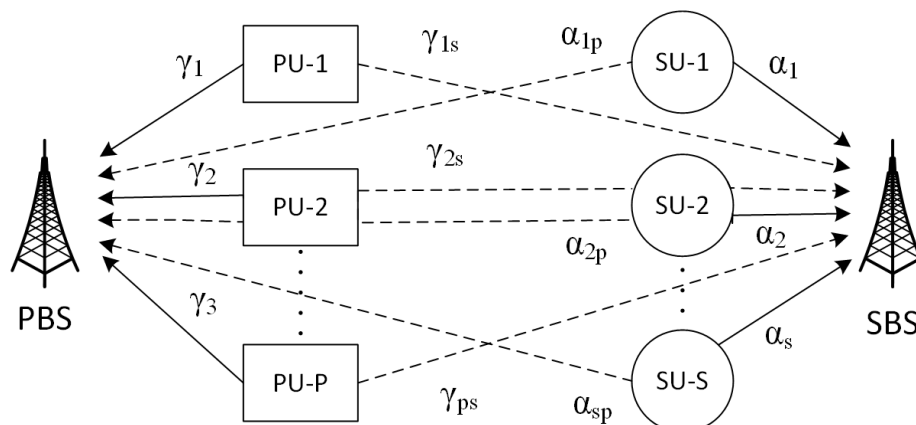 γ1s
α1p
PU-1
SU-1
γ1
α1
γ2
γ2s
PU-2
SU-2
α2p
α2
PBS
γ3
SBS
αs
PU-P
SU-S
γps
αsp